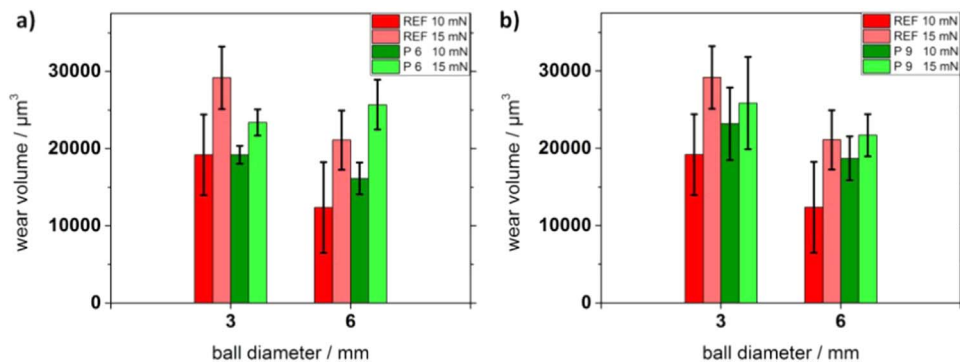 a)
REF 10 mN
REF 15 mN
P 6 10 mN
P 6 15 mN
wear volume / µm³
30000
20000
10000
0
3 6
ball diameter / mm
b)
REF 10 mN
REF 15 mN
P 9 10 mN
P 9 15 mN
wear volume / µm³
30000
20000
10000
0
3 6
ball diameter / mm